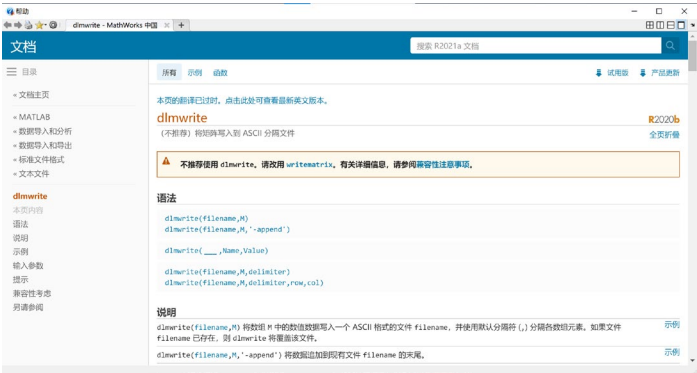 帮助
dlmwrite - MathWorks 中国
文档
搜索 R2021a 文档
目录
所有 示例 函数
试用版 产品更新
« 文档主页
« MATLAB
« 数据导入和分析
« 数据导入和导出
« 标准文件格式
« 文本文件
dlmwrite
本页内容
语法
说明
示例
输入参数
提示
兼容性考虑
另请参阅
本页的翻译已过时。点击此处可查看最新英文版本。
dlmwrite
R2020b
(不推荐) 将矩阵写入到 ASCII 分隔文件
全页折叠
不推荐使用 dlmwrite。请改用 writematrix。有关详细信息，请参阅兼容性注意事项。
语法
dlmwrite(filename,M)
dlmwrite(filename,M,'-append')
dlmwrite(___,Name,Value)
dlmwrite(filename,M,delimiter)
dlmwrite(filename,M,delimiter,row,col)
说明
dlmwrite(filename,M) 将数组 M 中的数值数据写入一个 ASCII 格式的文件 filename，并使用默认分隔符 (,) 分隔各数组元素。如果文件
示例
filename 已存在，则 dlmwrite 将覆盖该文件。
dlmwrite(filename,M,'-append') 将数据追加到现有文件 filename 的末尾。
示例